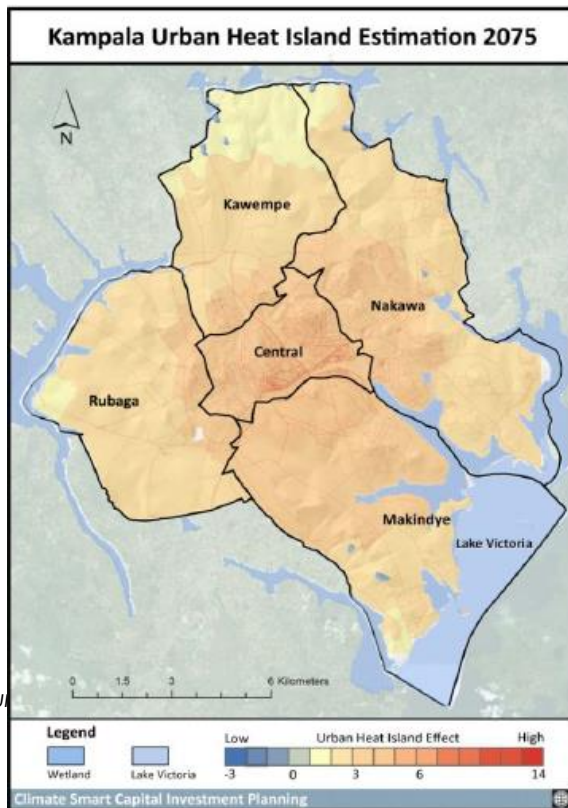 Kampala Urban Heat Island Estimation 2075
N
Kawempe
Nakawa
Central
Rubaga
Makindye
Lake Victoria
0 1.5 3 6 Kilometers
Legend
Wetland
Lake Victoria
Low Urban Heat Island Effect High
-3 0 3 6 14
Climate Smart Capital Investment Planning